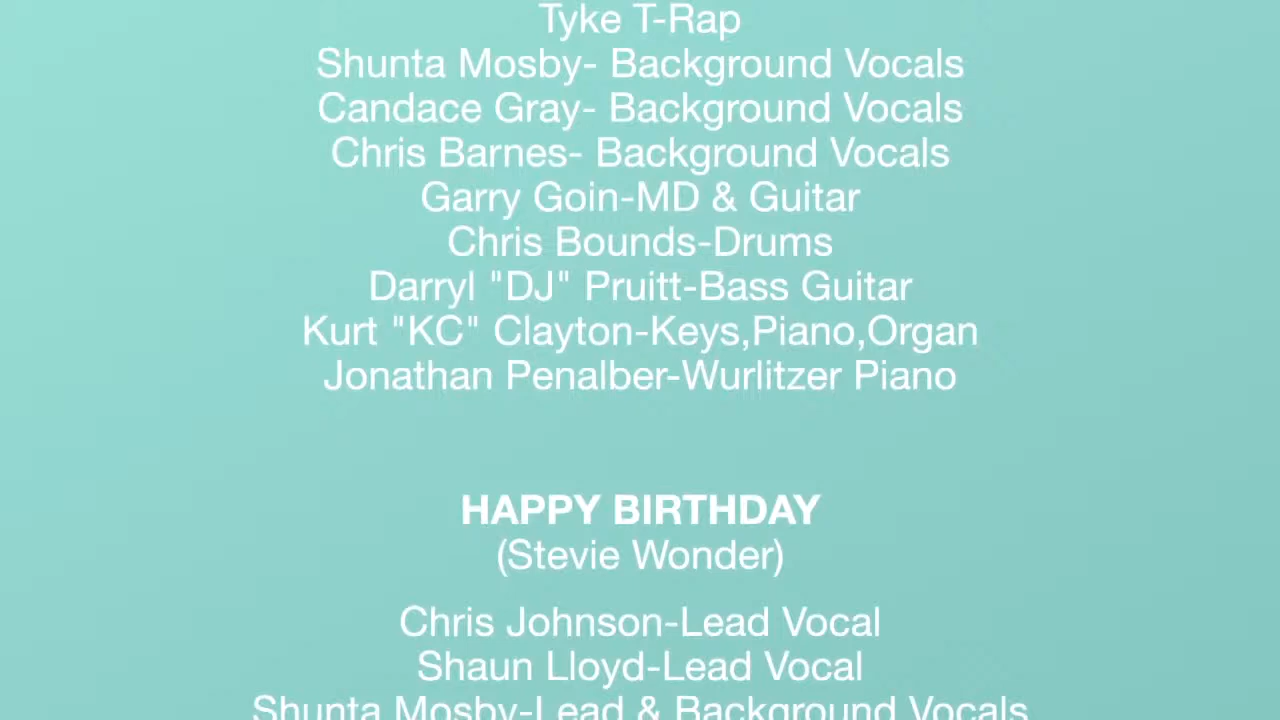 Tyke T-Rap
Shunta Mosby- Background Vocals
Candace Gray- Background Vocals
Chris Barnes- Background Vocals
Garry Goin-MD & Guitar
Chris Bounds-Drums
Darryl "DJ" Pruitt-Bass Guitar
Kurt "KC" Clayton-Keys,Piano,Organ
Jonathan Penalber-Wurlitzer Piano
HAPPY BIRTHDAY
(Stevie Wonder)
Chris Johnson-Lead Vocal
Shaun Lloyd-Lead Vocal
Shunta Mosby-Lead & Background Vocals